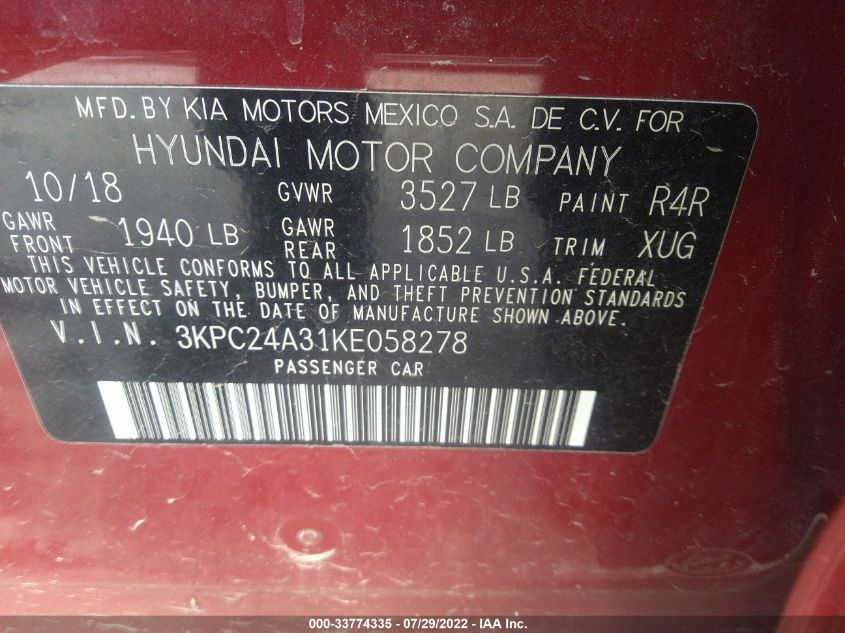 MFD. BY KIA MOTORS MEXICO S.A. DE C.V. FOR
HYUNDAI MOTOR COMPANY
10/18 GVWR 3527 LB PAINT R4R
GAWR FRONT 1940 LB GAWR REAR 1852 LB TRIM XUG
THIS VEHICLE CONFORMS TO ALL APPLICABLE U.S.A. FEDERAL
MOTOR VEHICLE SAFETY, BUMPER, AND THEFT PREVENTION STANDARDS
IN EFFECT ON THE DATE OF MANUFACTURE SHOWN ABOVE.
V.I.N. 3KPC24A31KE058278
PASSENGER CAR
000-33774335 - 07/29/2022 - IAA Inc.